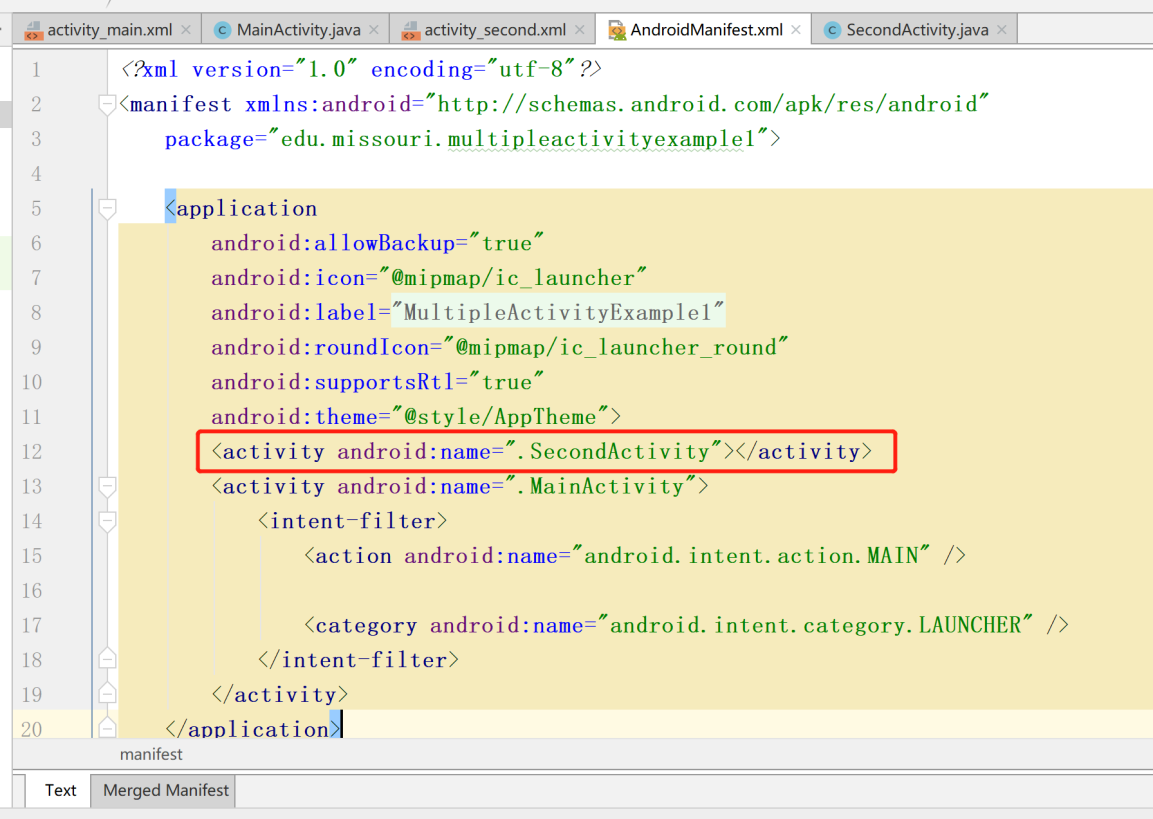 activity_main.xml × MainActivity.java × activity_second.xml × AndroidManifest.xml × SecondActivity.java ×
1 <?xml version="1.0" encoding="utf-8"?>
2 <manifest xmlns:android="http://schemas.android.com/apk/res/android"
3 package="edu.missouri.multipleactivityexample1">
4
5 <application
6 android:allowBackup="true"
7 android:icon="@mipmap/ic_launcher"
8 android:label="MultipleActivityExample1"
9 android:roundIcon="@mipmap/ic_launcher_round"
10 android:supportsRtl="true"
11 android:theme="@style/AppTheme">
12 <activity android:name=".SecondActivity"></activity>
13 <activity android:name=".MainActivity">
14 <intent-filter>
15 <action android:name="android.intent.action.MAIN" />
16
17 <category android:name="android.intent.category.LAUNCHER" />
18 </intent-filter>
19 </activity>
20 </application>
manifest
Text Merged Manifest